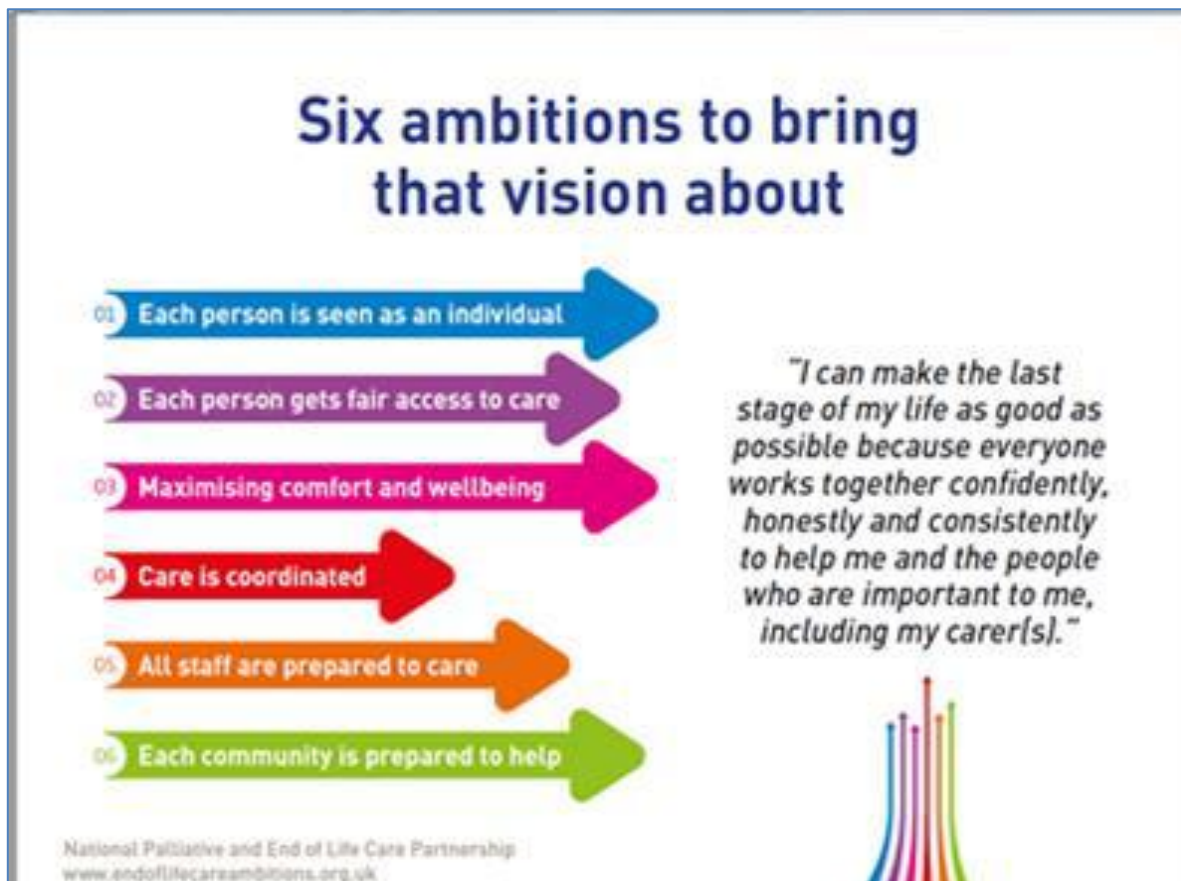 Six ambitions to bring
that vision about
01 Each person is seen as an individual
02 Each person gets fair access to care
03 Maximising comfort and wellbeing
04 Care is coordinated
05 All staff are prepared to care
06 Each community is prepared to help
"I can make the last
stage of my life as good as
possible because everyone
works together confidently,
honestly and consistently
to help me and the people
who are important to me,
including my carer(s)."
National Palliative and End of Life Care Partnership
www.endoflifecareambitions.org.uk